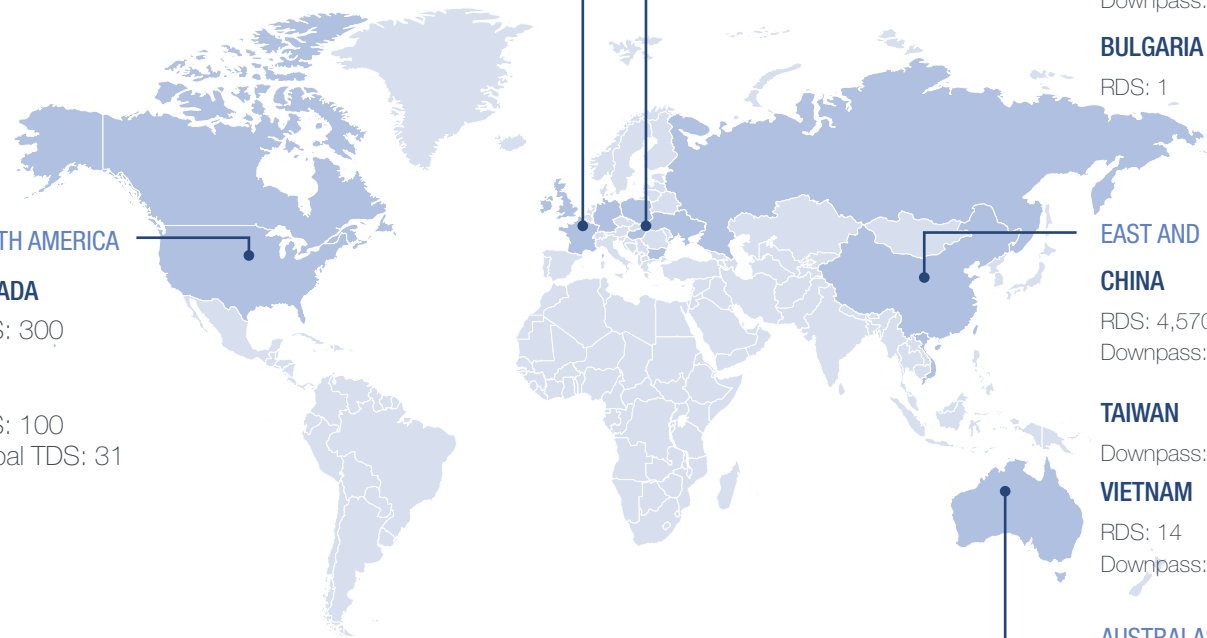 TH AMERICA
ADA
S: 300
S: 100
bal TDS: 31
Downpass:
BULGARIA
RDS: 1
EAST AND
CHINA
RDS: 4,570
Downpass:
TAIWAN
Downpass:
VIETNAM
RDS: 14
Downpass:
AUSTRALAS